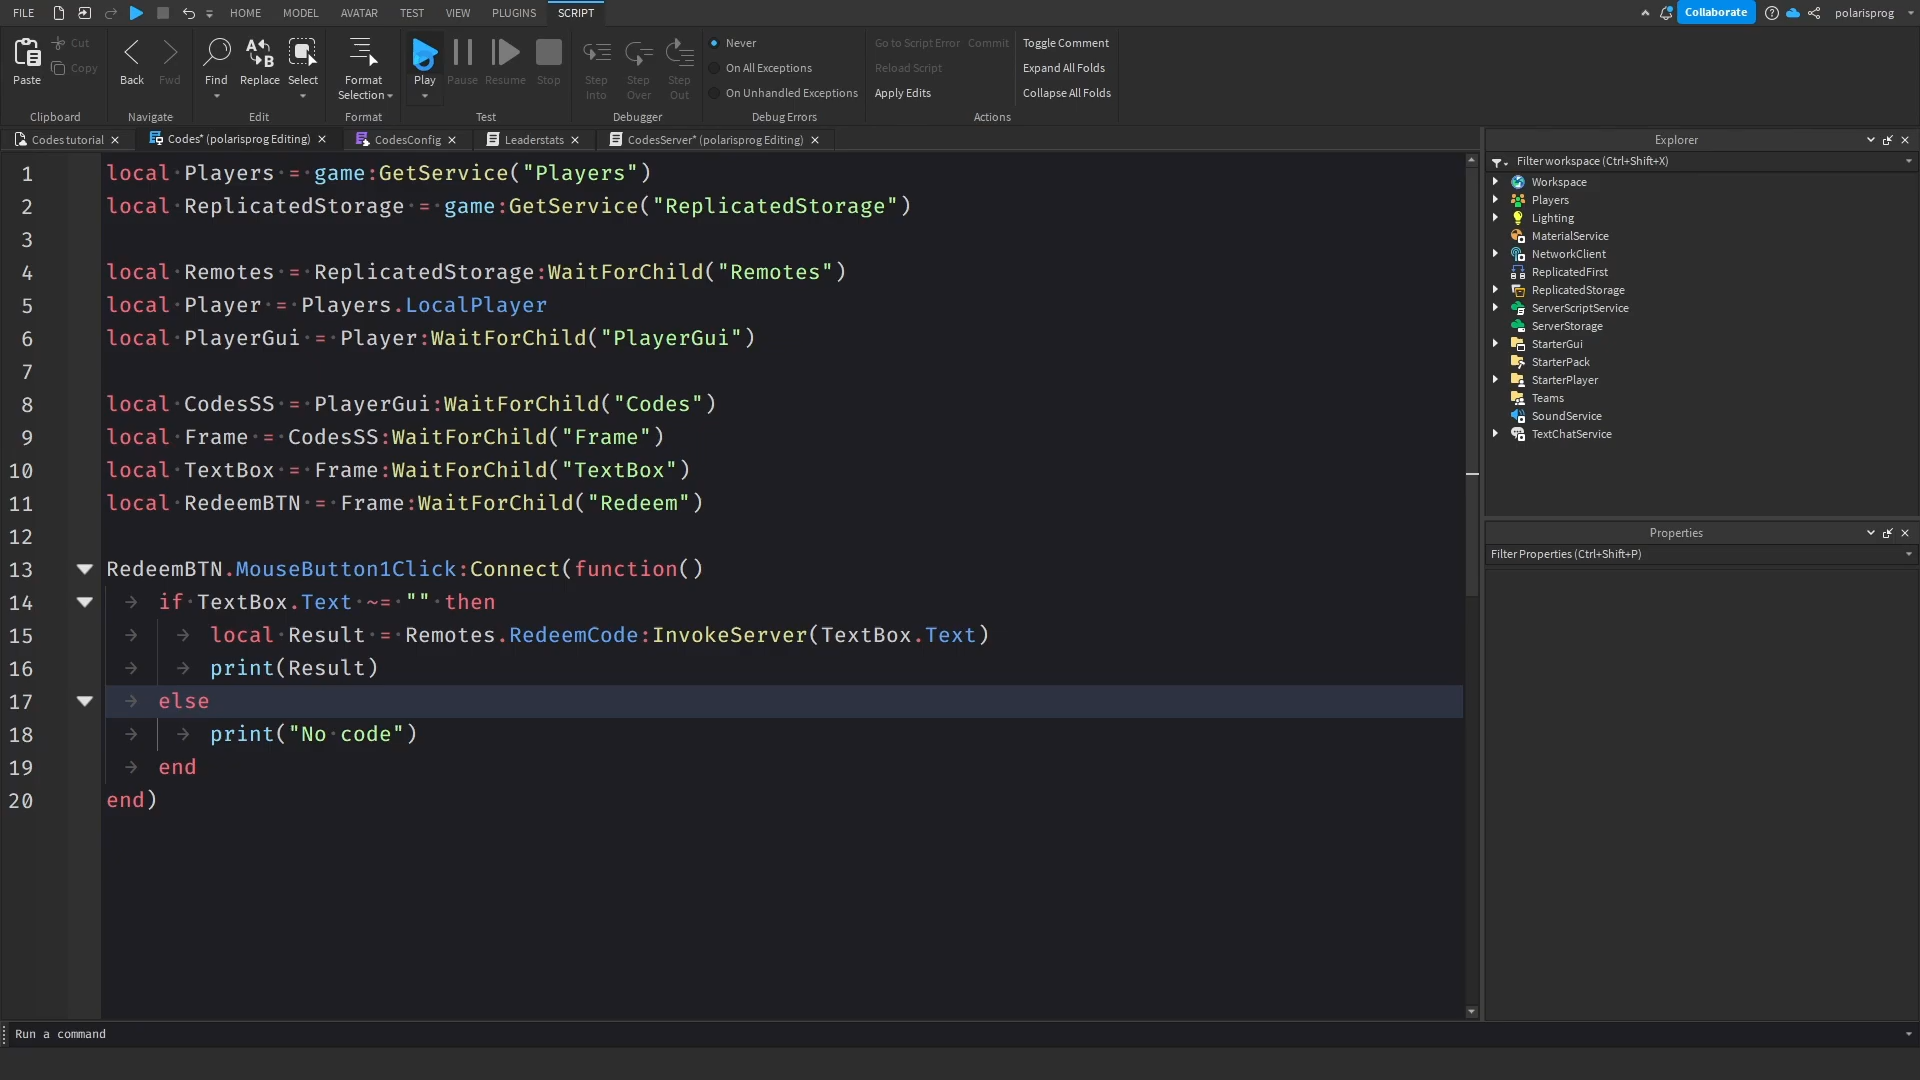 FILE HOME MODEL AVATAR TEST VIEW PLUGINS SCRIPT Collaborate polarisprog
Paste Cut Copy Back Fwd Find Replace Select Format Selection Play Pause Resume Stop Step Into Step Over Step Out
Never
On All Exceptions
On Unhandled Exceptions
Go to Script Error Commit
Reload Script
Apply Edits
Toggle Comment
Expand All Folds
Collapse All Folds
Clipboard Navigate Edit Format Test Debugger Debug Errors Actions
Codes tutorial Codes* (polarisprog Editing) CodesConfig Leaderstats CodesServer* (polarisprog Editing)
1 local Players = game:GetService("Players")
2 local ReplicatedStorage = game:GetService("ReplicatedStorage")
3
4 local Remotes = ReplicatedStorage:WaitForChild("Remotes")
5 local Player = Players.LocalPlayer
6 local PlayerGui = Player:WaitForChild("PlayerGui")
7
8 local CodesSS = PlayerGui:WaitForChild("Codes")
9 local Frame = CodesSS:WaitForChild("Frame")
10 local TextBox = Frame:WaitForChild("TextBox")
11 local RedeemBTN = Frame:WaitForChild("Redeem")
12
13 RedeemBTN.MouseButton1Click:Connect(function()
14 if TextBox.Text ~= "" then
15 local Result = Remotes.RedeemCode:InvokeServer(TextBox.Text)
16 print(Result)
17 else
18 print("No code")
19 end
20 end)
Explorer
Filter workspace (Ctrl+Shift+X)
Workspace
Players
Lighting
MaterialService
NetworkClient
ReplicatedFirst
ReplicatedStorage
ServerScriptService
ServerStorage
StarterGui
StarterPack
StarterPlayer
Teams
SoundService
TextChatService
Properties
Filter Properties (Ctrl+Shift+P)
Run a command